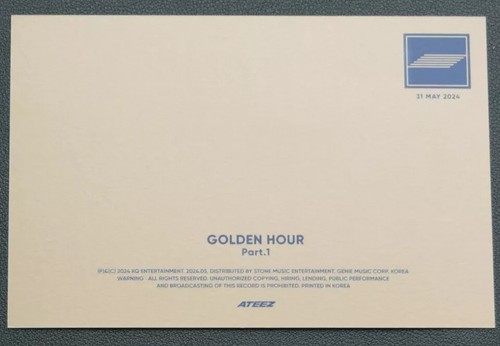 31 MAY 2024
GOLDEN HOUR
Part.1
(P)&(C) 2024 KQ ENTERTAINMENT, 2024.05, DISTRIBUTED BY STONE MUSIC ENTERTAINMENT, GENIE MUSIC CORP. KOREA
WARNING : ALL RIGHTS RESERVED. UNAUTHORIZED COPYING, HIRING, LENDING, PUBLIC PERFORMANCE
AND BROADCASTING OF THIS RECORD IS PROHIBITED. PRINTED IN KOREA
ATEEZ